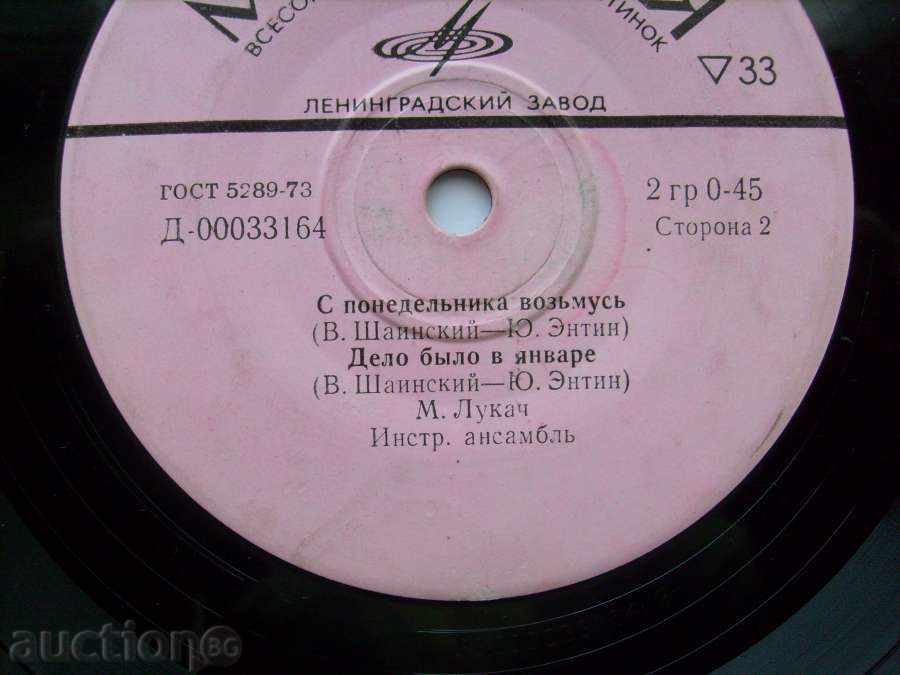 33
ЛЕНИНГРАДСКИЙ ЗАВОД
ГОСТ 5289-73
2 гр 0-45
Д-00033164
Сторона 2
С понедельника возьмусь
(В. Шаинский—Ю. Энтин)
Дело было в январе
(В. Шаинский—Ю. Энтин)
М. Лукач
Инстр. ансамбль
auction BG